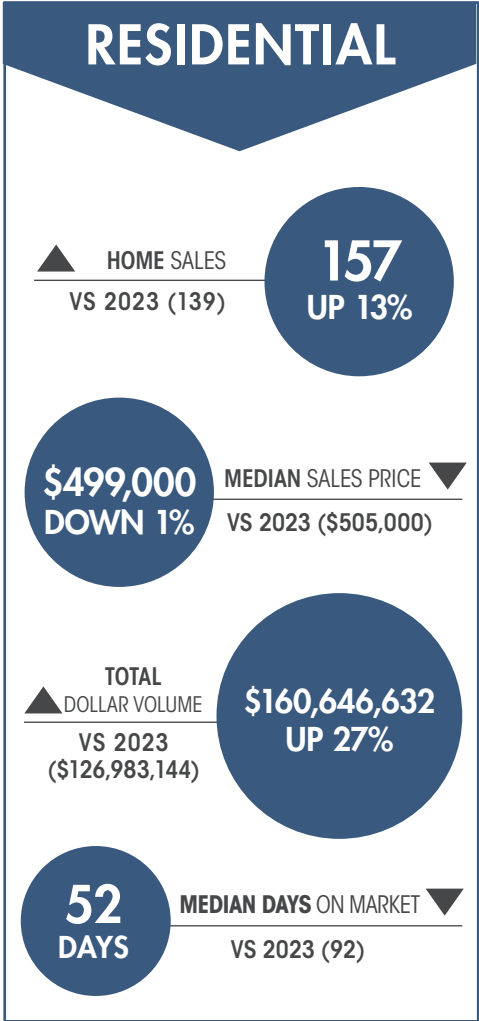 RESIDENTIAL
HOME SALES
VS 2023 (139)
157
UP 13%
$499,000
DOWN 1%
MEDIAN SALES PRICE
VS 2023 ($505,000)
TOTAL
DOLLAR VOLUME
VS 2023
($126,983,144)
$160,646,632
UP 27%
52
DAYS
MEDIAN DAYS ON MARKET
VS 2023 (92)